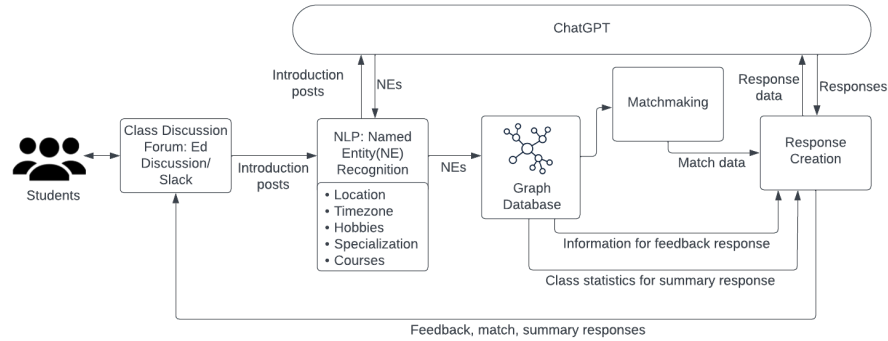 ChatGPT
Introduction
posts
NEs
Response
data
Responses
Students
Class Discussion
Forum: Ed
Discussion/
Slack
Introduction
posts
NLP: Named
Entity(NE)
Recognition
• Location
• Timezone
• Hobbies
• Specialization
• Courses
NEs
Graph
Database
Matchmaking
Match data
Response
Creation
Information for feedback response
Class statistics for summary response
Feedback, match, summary responses